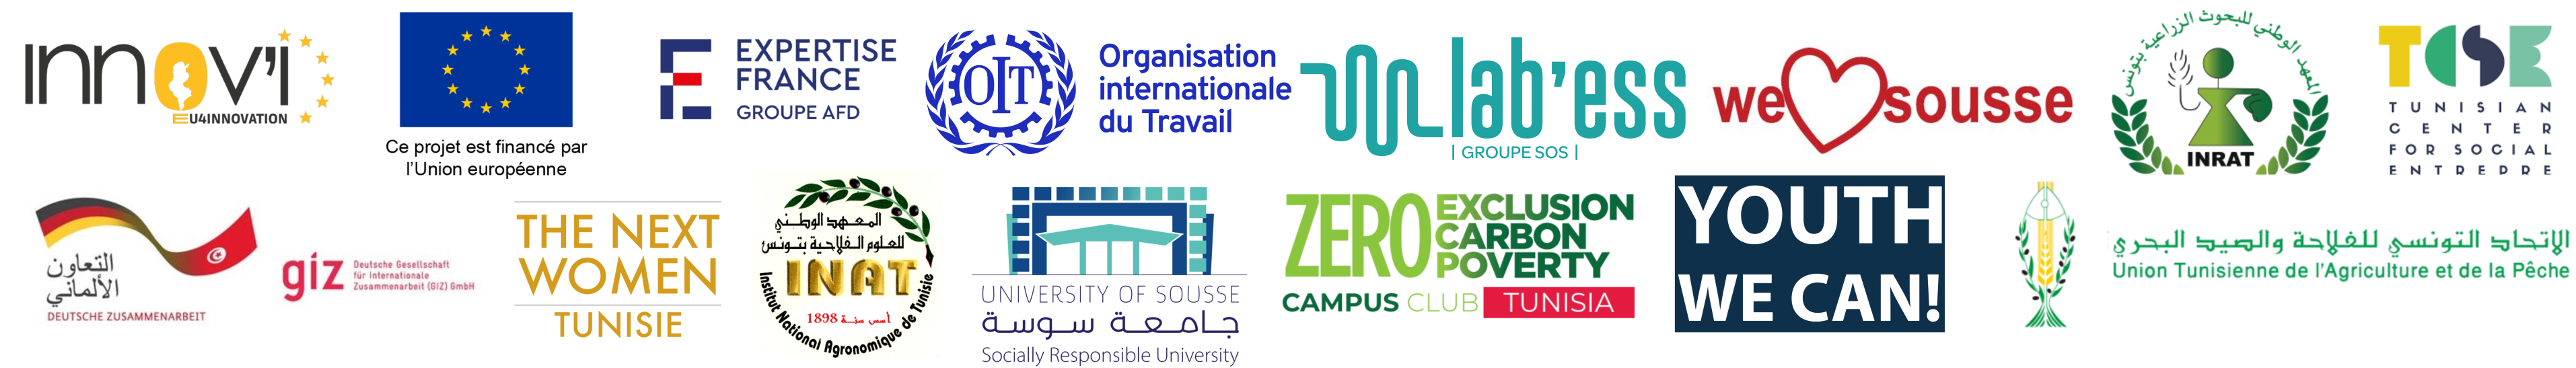 INNOV'I
EU4INNOVATION
Ce projet est financé par
l'Union européenne
EXPERTISE
FRANCE
GROUPE AFD
OIT
Organisation
internationale
du Travail
lab'ess
| GROUPE SOS |
we sousse
المعهد الوطني للبحوث الزراعية بتونس
INRAT
TCSE
TUNISIAN
CENTER
FOR SOCIAL
ENTREPRE
التعاون
الألماني
DEUTSCHE ZUSAMMENARBEIT
giz
Deutsche Gesellschaft
für Internationale
Zusammenarbeit (GIZ) GmbH
THE NEXT
WOMEN
TUNISIE
المعهد الوطني
للعلوم الفلاحية بتونس
INAT
أسس سنة 1898
Institut National Agronomique de Tunisie
UNIVERSITY OF SOUSSE
جامعة سوسة
Socially Responsible University
ZERO
EXCLUSION
CARBON
POVERTY
CAMPUS CLUB TUNISIA
YOUTH
WE CAN!
الاتحاد التونسي للفلاحة والصيد البحري
Union Tunisienne de l'Agriculture et de la Pêche